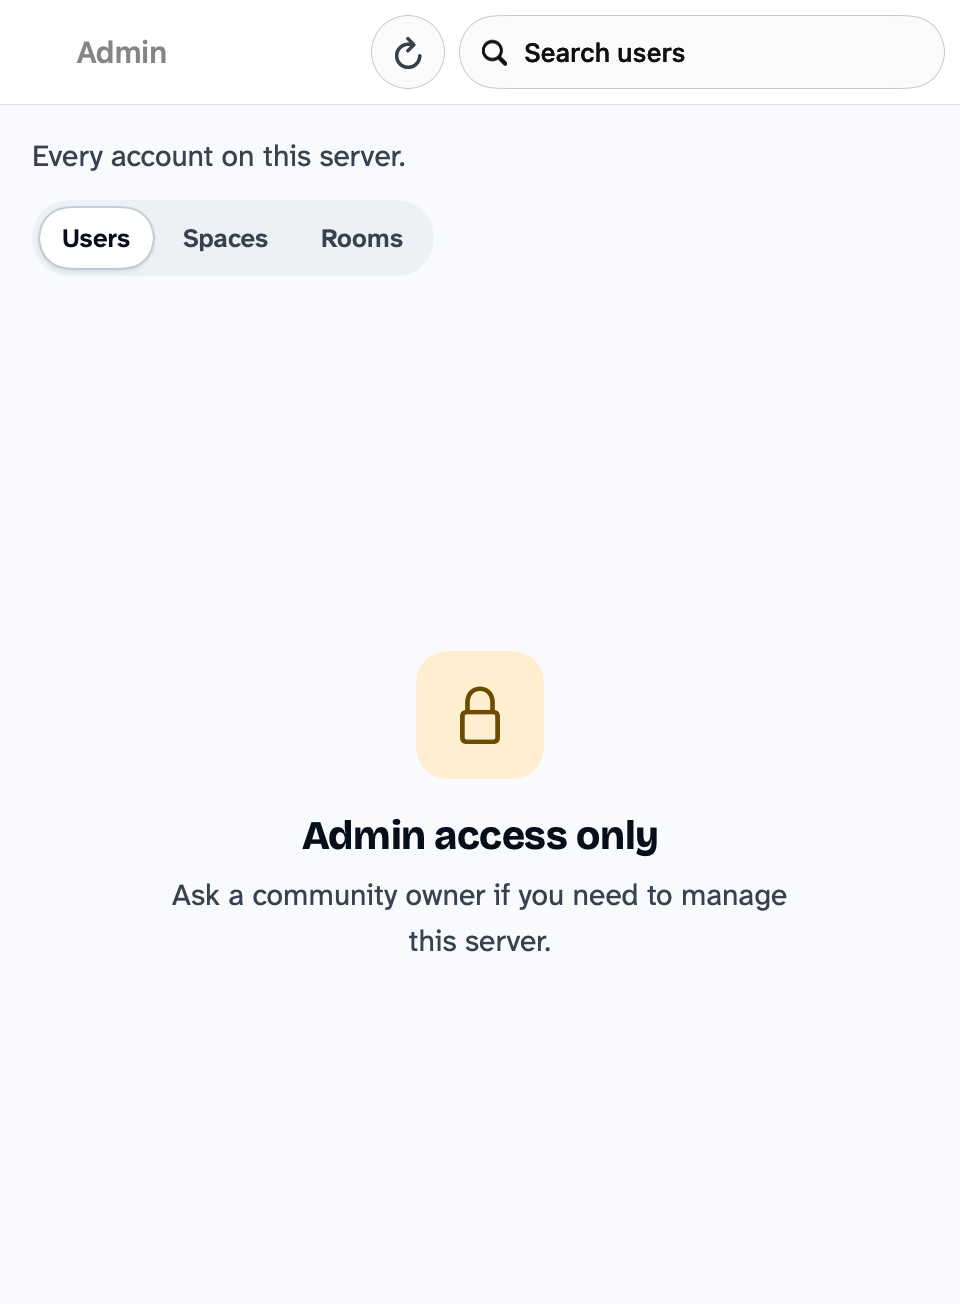 Admin
Search users
Every account on this server.
Users
Spaces
Rooms
Admin access only
Ask a community owner if you need to manage
this server.